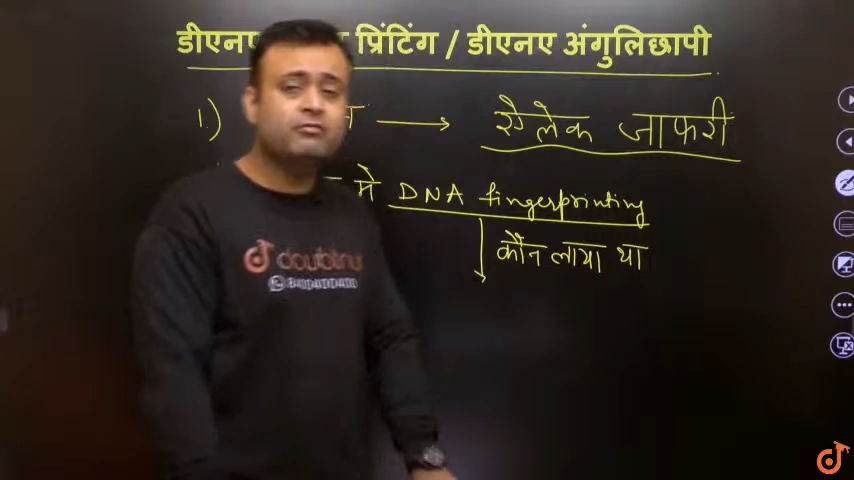 डीएनए प्रिंटिंग / डीएनए अंगुलिछापी
1.) → ऐलेक जाफरी
मे DNA fingerprinting
कौन लाया था
doubtnut